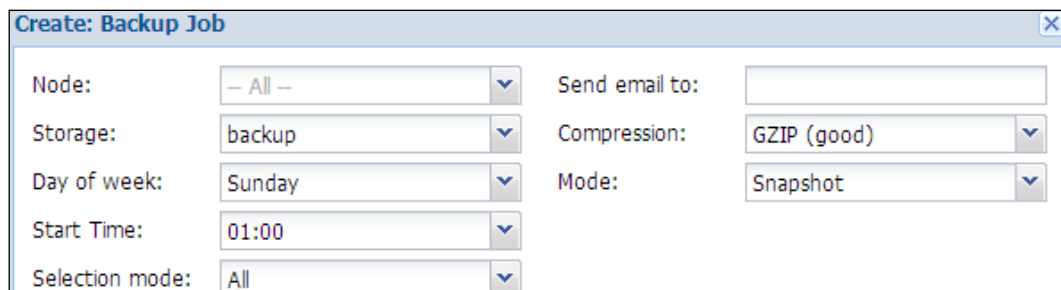 Create: Backup Job
Node: -- All -- Send email to:
Storage: backup Compression: GZIP (good)
Day of week: Sunday Mode: Snapshot
Start Time: 01:00
Selection mode: All